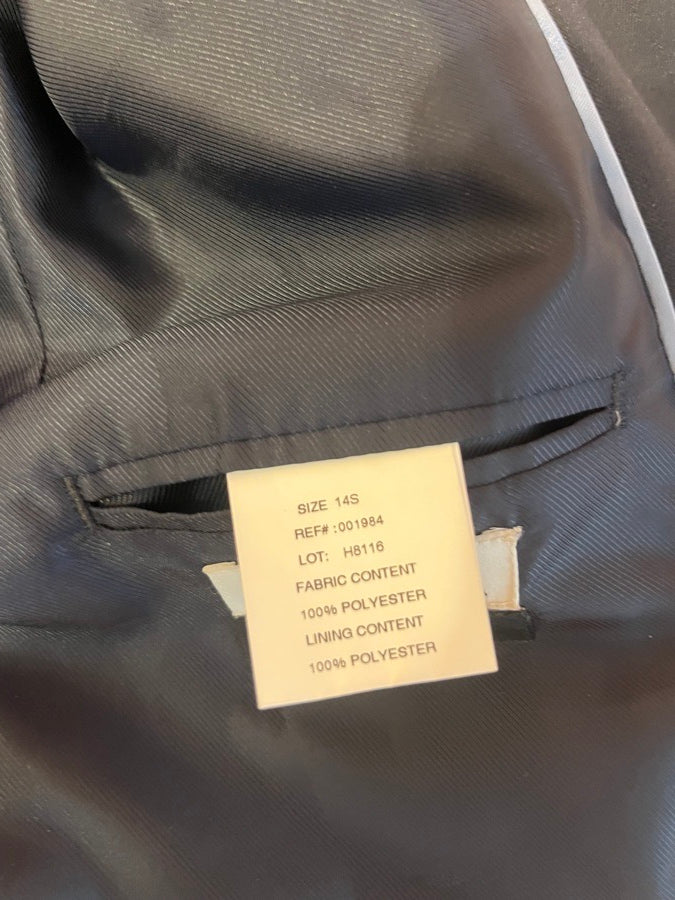 SIZE 14S
REF# :001984
LOT: H8116
FABRIC CONTENT
100% POLYESTER
LINING CONTENT
100% POLYESTER